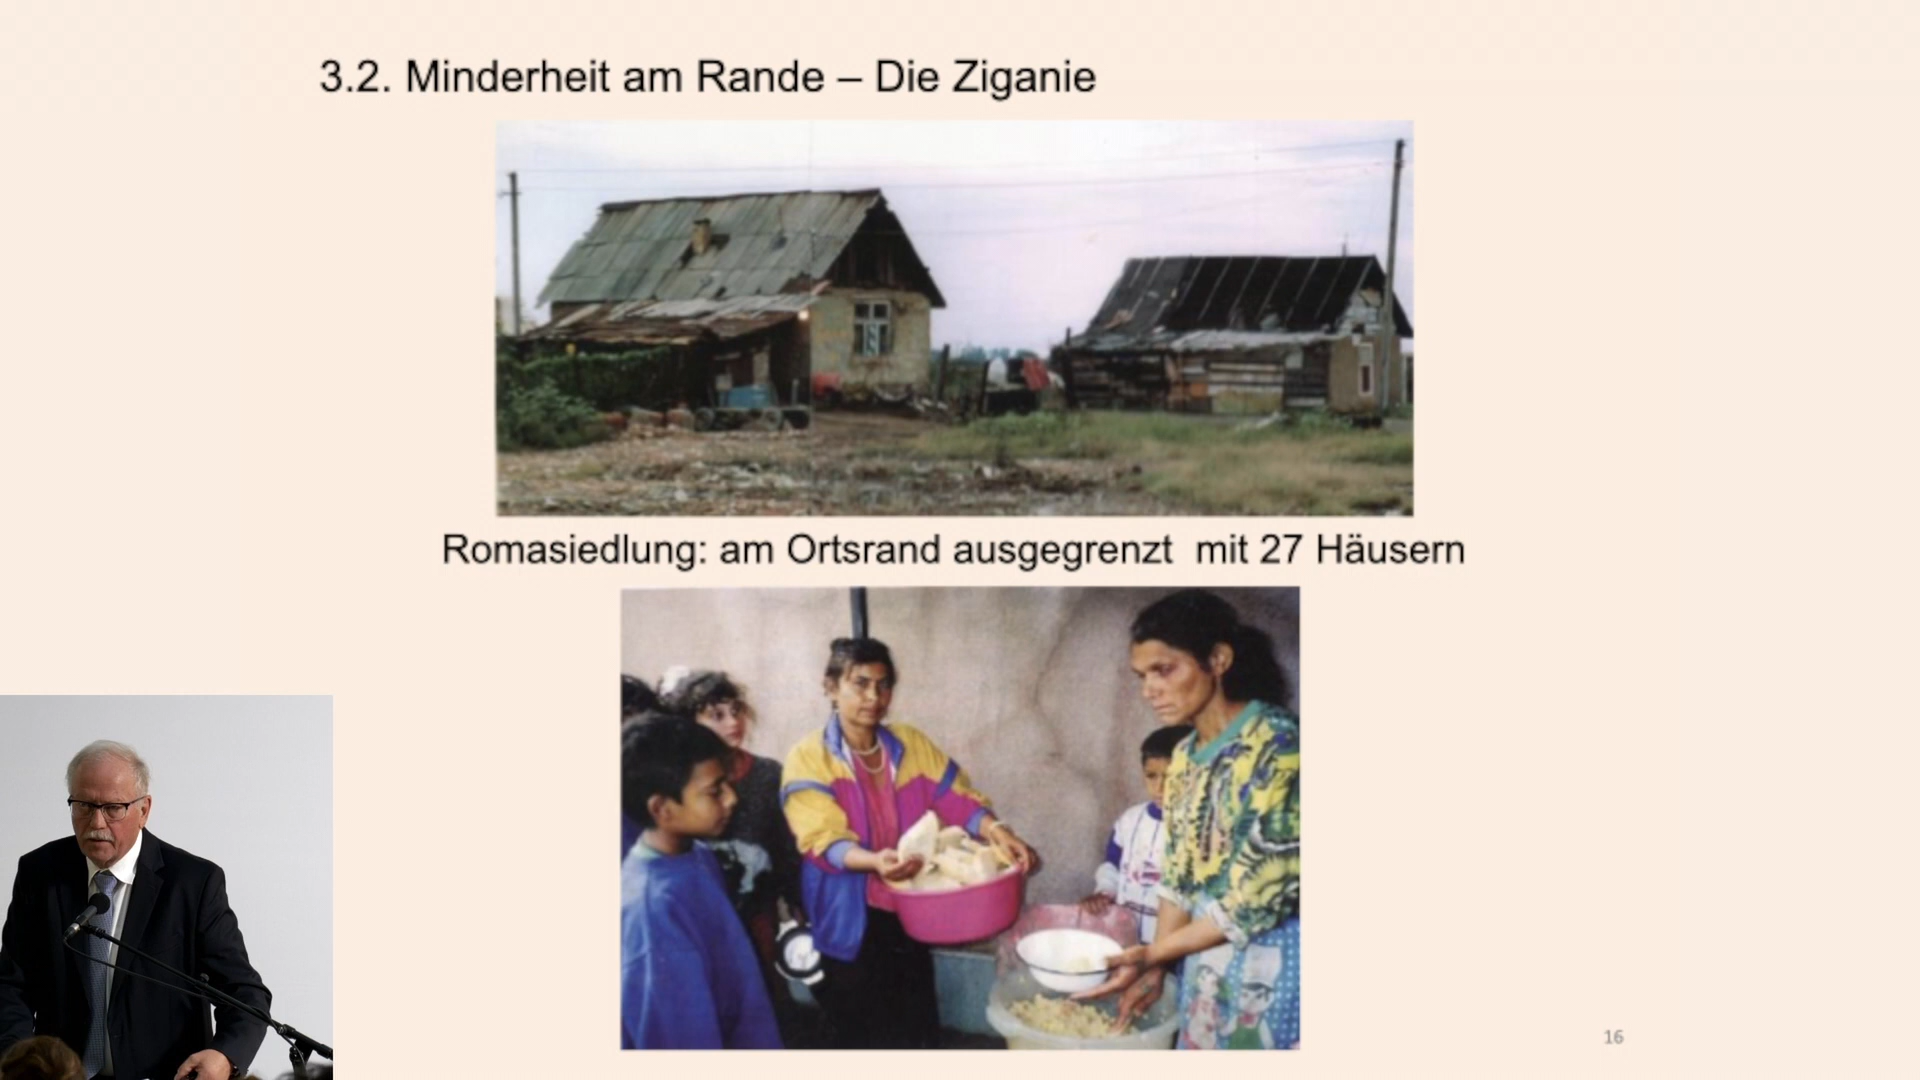 3.2. Minderheit am Rande – Die Ziganie
Romasiedlung: am Ortsrand ausgegrenzt mit 27 Häusern
16